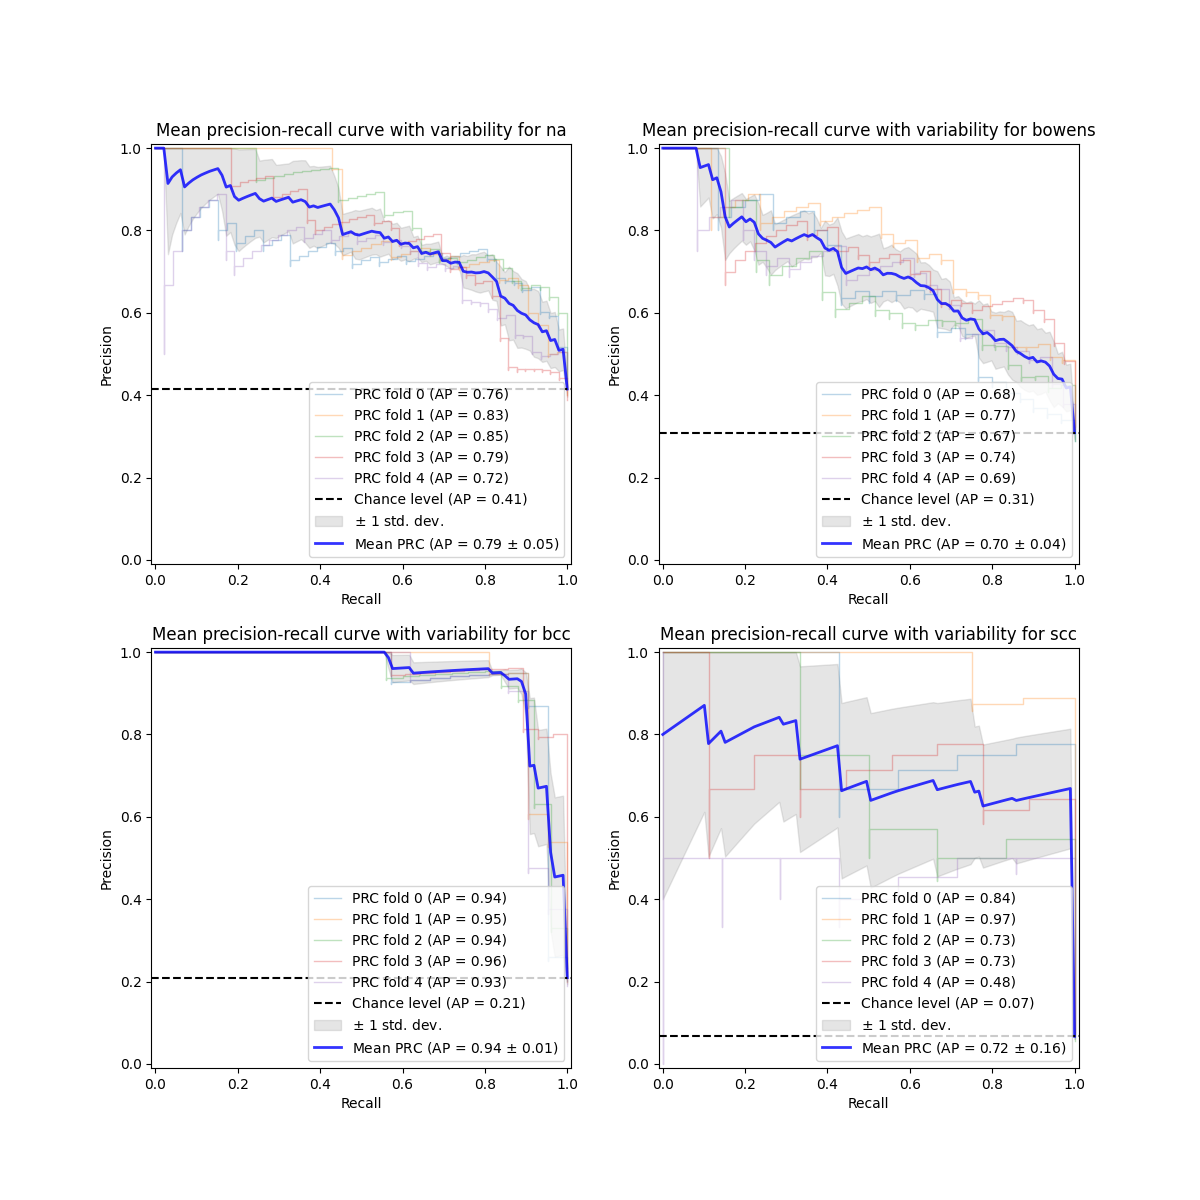 Mean precision-recall curve with variability for na
1.0
0.8
0.6
0.4
0.2
0.0
Precision
PRC fold 0 (AP = 0.76)
PRC fold 1 (AP = 0.83)
PRC fold 2 (AP = 0.85)
PRC fold 3 (AP = 0.79)
PRC fold 4 (AP = 0.72)
Chance level (AP = 0.41)
± 1 std. dev.
Mean PRC (AP = 0.79 ± 0.05)
0.0 0.2 0.4 0.6 0.8 1.0
Recall
Mean precision-recall curve with variability for bowens
1.0
0.8
0.6
0.4
0.2
0.0
Precision
PRC fold 0 (AP = 0.68)
PRC fold 1 (AP = 0.77)
PRC fold 2 (AP = 0.67)
PRC fold 3 (AP = 0.74)
PRC fold 4 (AP = 0.69)
Chance level (AP = 0.31)
± 1 std. dev.
Mean PRC (AP = 0.70 ± 0.04)
0.0 0.2 0.4 0.6 0.8 1.0
Recall
Mean precision-recall curve with variability for bcc
1.0
0.8
0.6
0.4
0.2
0.0
Precision
PRC fold 0 (AP = 0.94)
PRC fold 1 (AP = 0.95)
PRC fold 2 (AP = 0.94)
PRC fold 3 (AP = 0.96)
PRC fold 4 (AP = 0.93)
Chance level (AP = 0.21)
± 1 std. dev.
Mean PRC (AP = 0.94 ± 0.01)
0.0 0.2 0.4 0.6 0.8 1.0
Recall
Mean precision-recall curve with variability for scc
1.0
0.8
0.6
0.4
0.2
0.0
Precision
PRC fold 0 (AP = 0.84)
PRC fold 1 (AP = 0.97)
PRC fold 2 (AP = 0.73)
PRC fold 3 (AP = 0.73)
PRC fold 4 (AP = 0.48)
Chance level (AP = 0.07)
± 1 std. dev.
Mean PRC (AP = 0.72 ± 0.16)
0.0 0.2 0.4 0.6 0.8 1.0
Recall